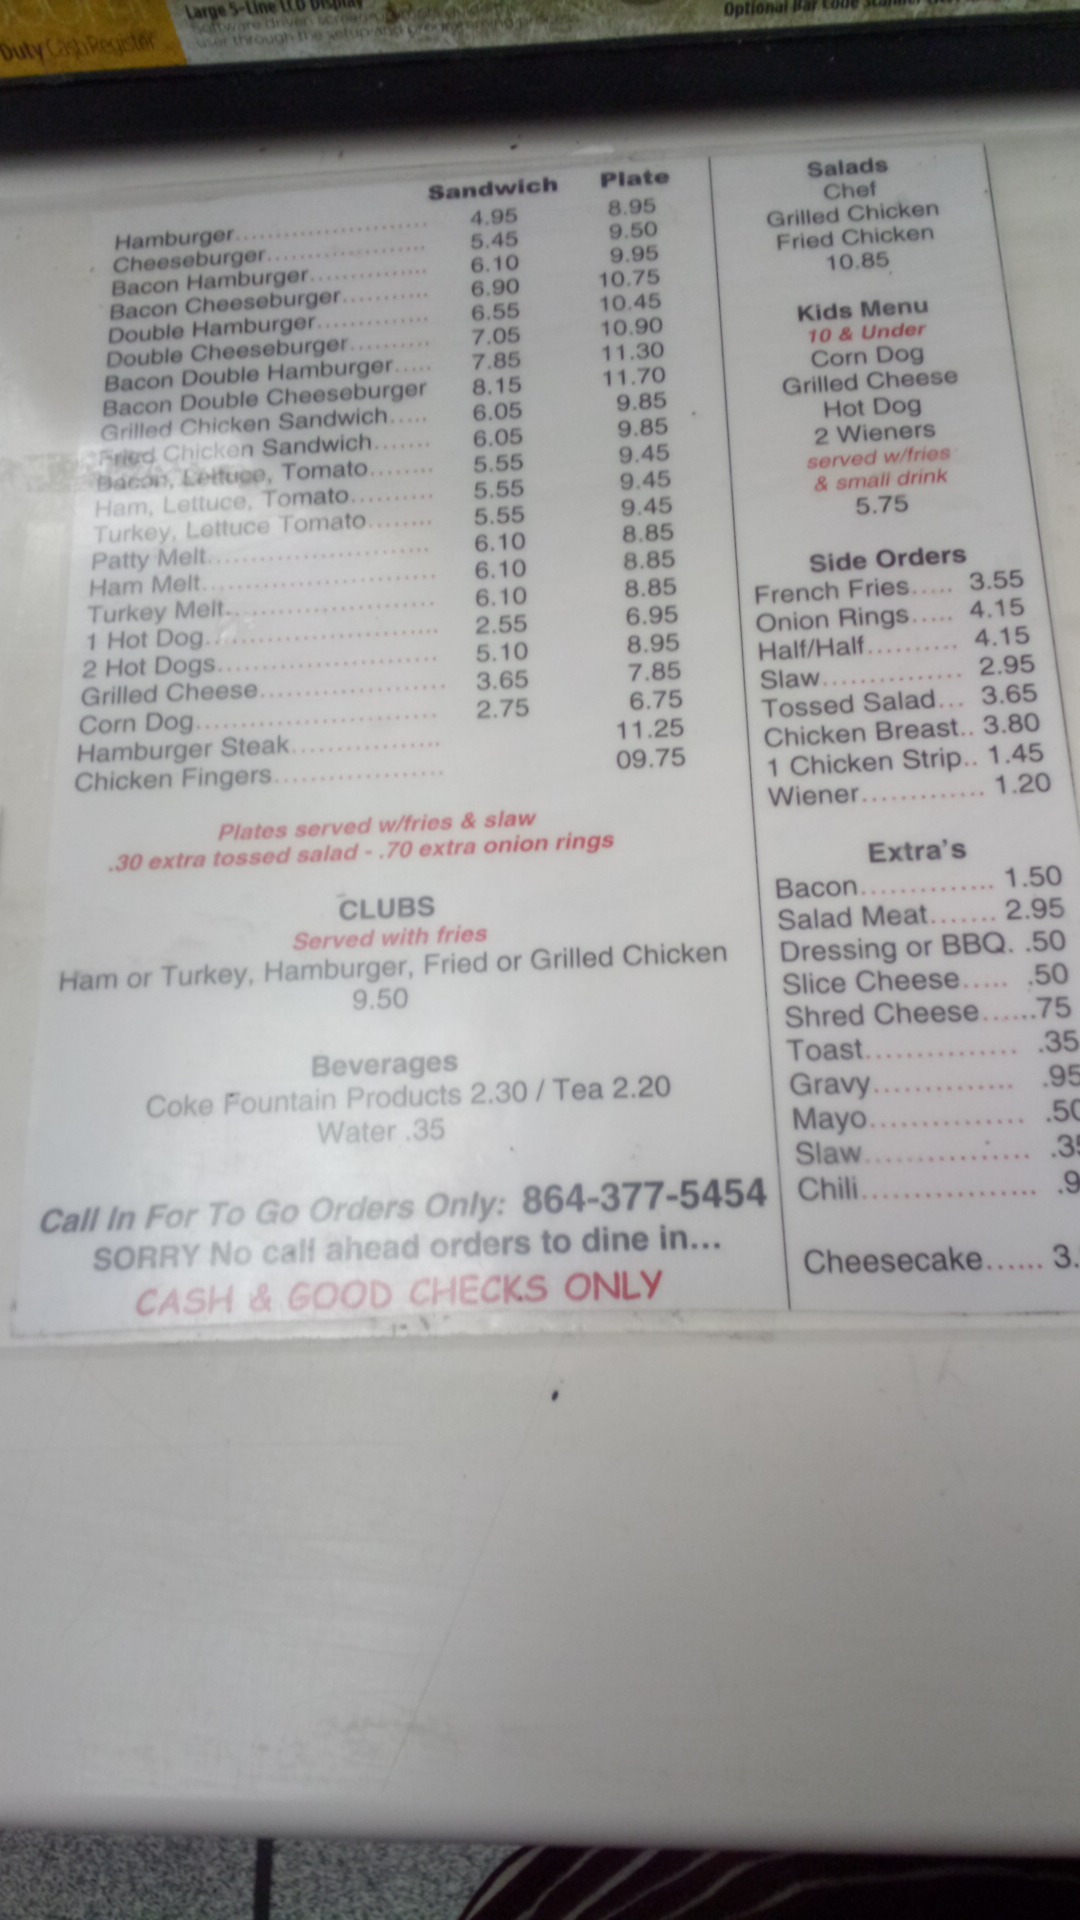 Duty Cash Register
Large 5-Line LCD Display
Optional Bar Code
Sandwich Plate
Hamburger........................ 4.95 8.95
Cheeseburger.................... 5.45 9.50
Bacon Hamburger............... 6.10 9.95
Bacon Cheeseburger........... 6.90 10.75
Double Hamburger.............. 6.55 10.45
Double Cheeseburger.......... 7.05 10.90
Bacon Double Hamburger..... 7.85 11.30
Bacon Double Cheeseburger 8.15 11.70
Grilled Chicken Sandwich..... 6.05 9.85
Fried Chicken Sandwich....... 6.05 9.85
Bacon, Lettuce, Tomato........ 5.55 9.45
Ham, Lettuce, Tomato.......... 5.55 9.45
Turkey, Lettuce Tomato........ 5.55 9.45
Patty Melt........................... 6.10 8.85
Ham Melt............................ 6.10 8.85
Turkey Melt......................... 6.10 8.85
1 Hot Dog............................ 2.55 6.95
2 Hot Dogs.......................... 5.10 8.95
Grilled Cheese...................... 3.65 7.85
Corn Dog............................. 2.75 6.75
Hamburger Steak................. 11.25
Chicken Fingers.................... 09.75
Plates served w/fries & slaw
.30 extra tossed salad - .70 extra onion rings
CLUBS
Served with fries
Ham or Turkey, Hamburger, Fried or Grilled Chicken
9.50
Beverages
Coke Fountain Products 2.30 / Tea 2.20
Water .35
Call In For To Go Orders Only: 864-377-5454
SORRY No call ahead orders to dine in...
CASH & GOOD CHECKS ONLY
Salads
Chef
Grilled Chicken
Fried Chicken
10.85
Kids Menu
10 & Under
Corn Dog
Grilled Cheese
Hot Dog
2 Wieners
served w/fries
& small drink
5.75
Side Orders
French Fries..... 3.55
Onion Rings..... 4.15
Half/Half.......... 4.15
Slaw............... 2.95
Tossed Salad... 3.65
Chicken Breast.. 3.80
1 Chicken Strip.. 1.45
Wiener............. 1.20
Extra's
Bacon.............. 1.50
Salad Meat....... 2.95
Dressing or BBQ. .50
Slice Cheese..... .50
Shred Cheese......75
Toast............... .35
Gravy.............. .95
Mayo............... .50
Slaw................
Chili.................
Cheesecake......